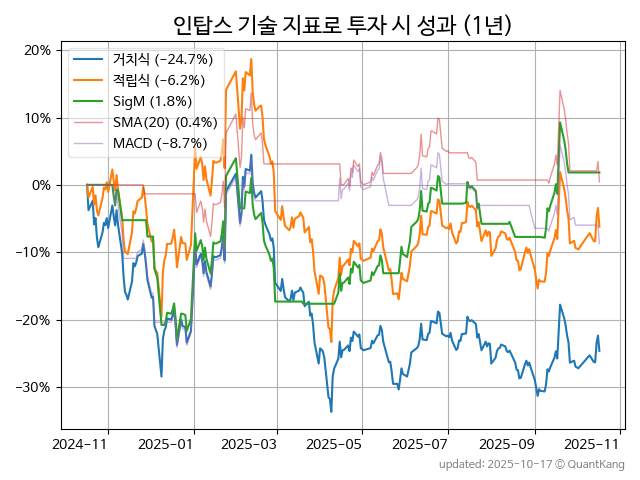 인탑스 기술 지표로 투자 시 성과 (1년)
거치식 (−24.7%)
적립식 (−6.2%)
SigM (1.8%)
SMA(20) (0.4%)
MACD (−8.7%)
20%
10%
0%
−10%
−20%
−30%
2024-11
2025-01
2025-03
2025-05
2025-07
2025-09
2025-11
updated: 2025-10-17 © QuantKang